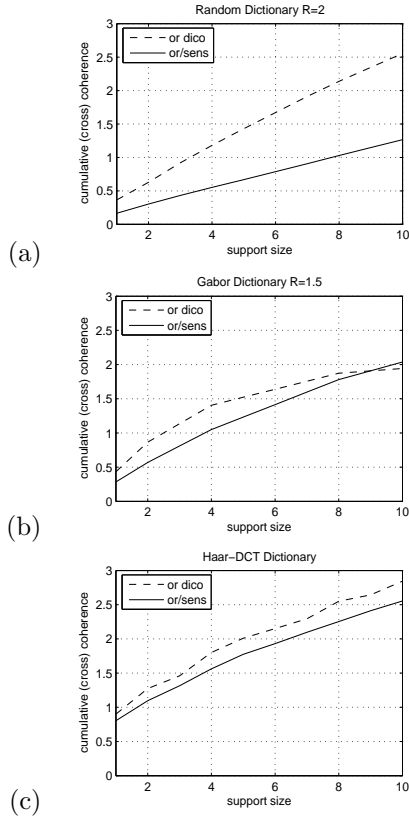 Random Dictionary R=2
or dico
or/sens
cumulative (cross) coherence
3
2.5
2
1.5
1
0.5
0
2 4 6 8 10
support size
(a)
Gabor Dictionary R=1.5
or dico
or/sens
cumulative (cross) coherence
3
2.5
2
1.5
1
0.5
0
2 4 6 8 10
support size
(b)
Haar−DCT Dictionary
or dico
or/sens
cumulative (cross) coherence
3
2.5
2
1.5
1
0.5
0
2 4 6 8 10
support size
(c)